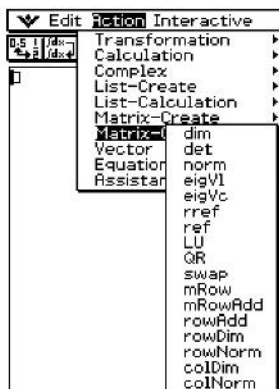 Edit Action Interactive
Transformation
Calculation
Complex
List-Create
List-Calculation
Matrix-Create
Matrix-C
Vector
Equation
Assistan
dim
det
norm
eigVl
eigVc
rref
ref
LU
QR
swap
mRow
mRowAdd
rowAdd
rowDim
rowNorm
colDim
colNorm